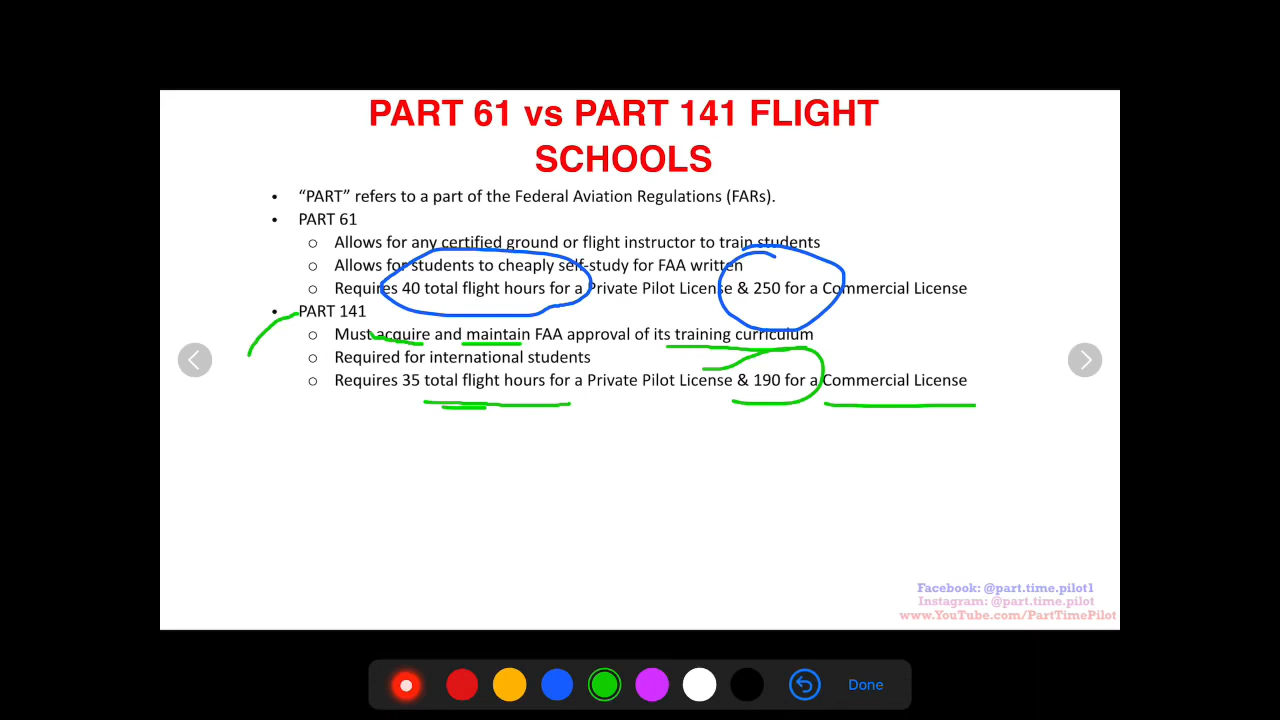 PART 61 vs PART 141 FLIGHT
SCHOOLS
• “PART” refers to a part of the Federal Aviation Regulations (FARs).
• PART 61
o Allows for any certified ground or flight instructor to train students
o Allows for students to cheaply self-study for FAA written
o Requires 40 total flight hours for a Private Pilot License & 250 for a Commercial License
• PART 141
o Must acquire and maintain FAA approval of its training curriculum
o Required for international students
o Requires 35 total flight hours for a Private Pilot License & 190 for a Commercial License
Facebook: @part.time.pilot1
Instagram: @part.time.pilot
www.YouTube.com/PartTimePilot
Done